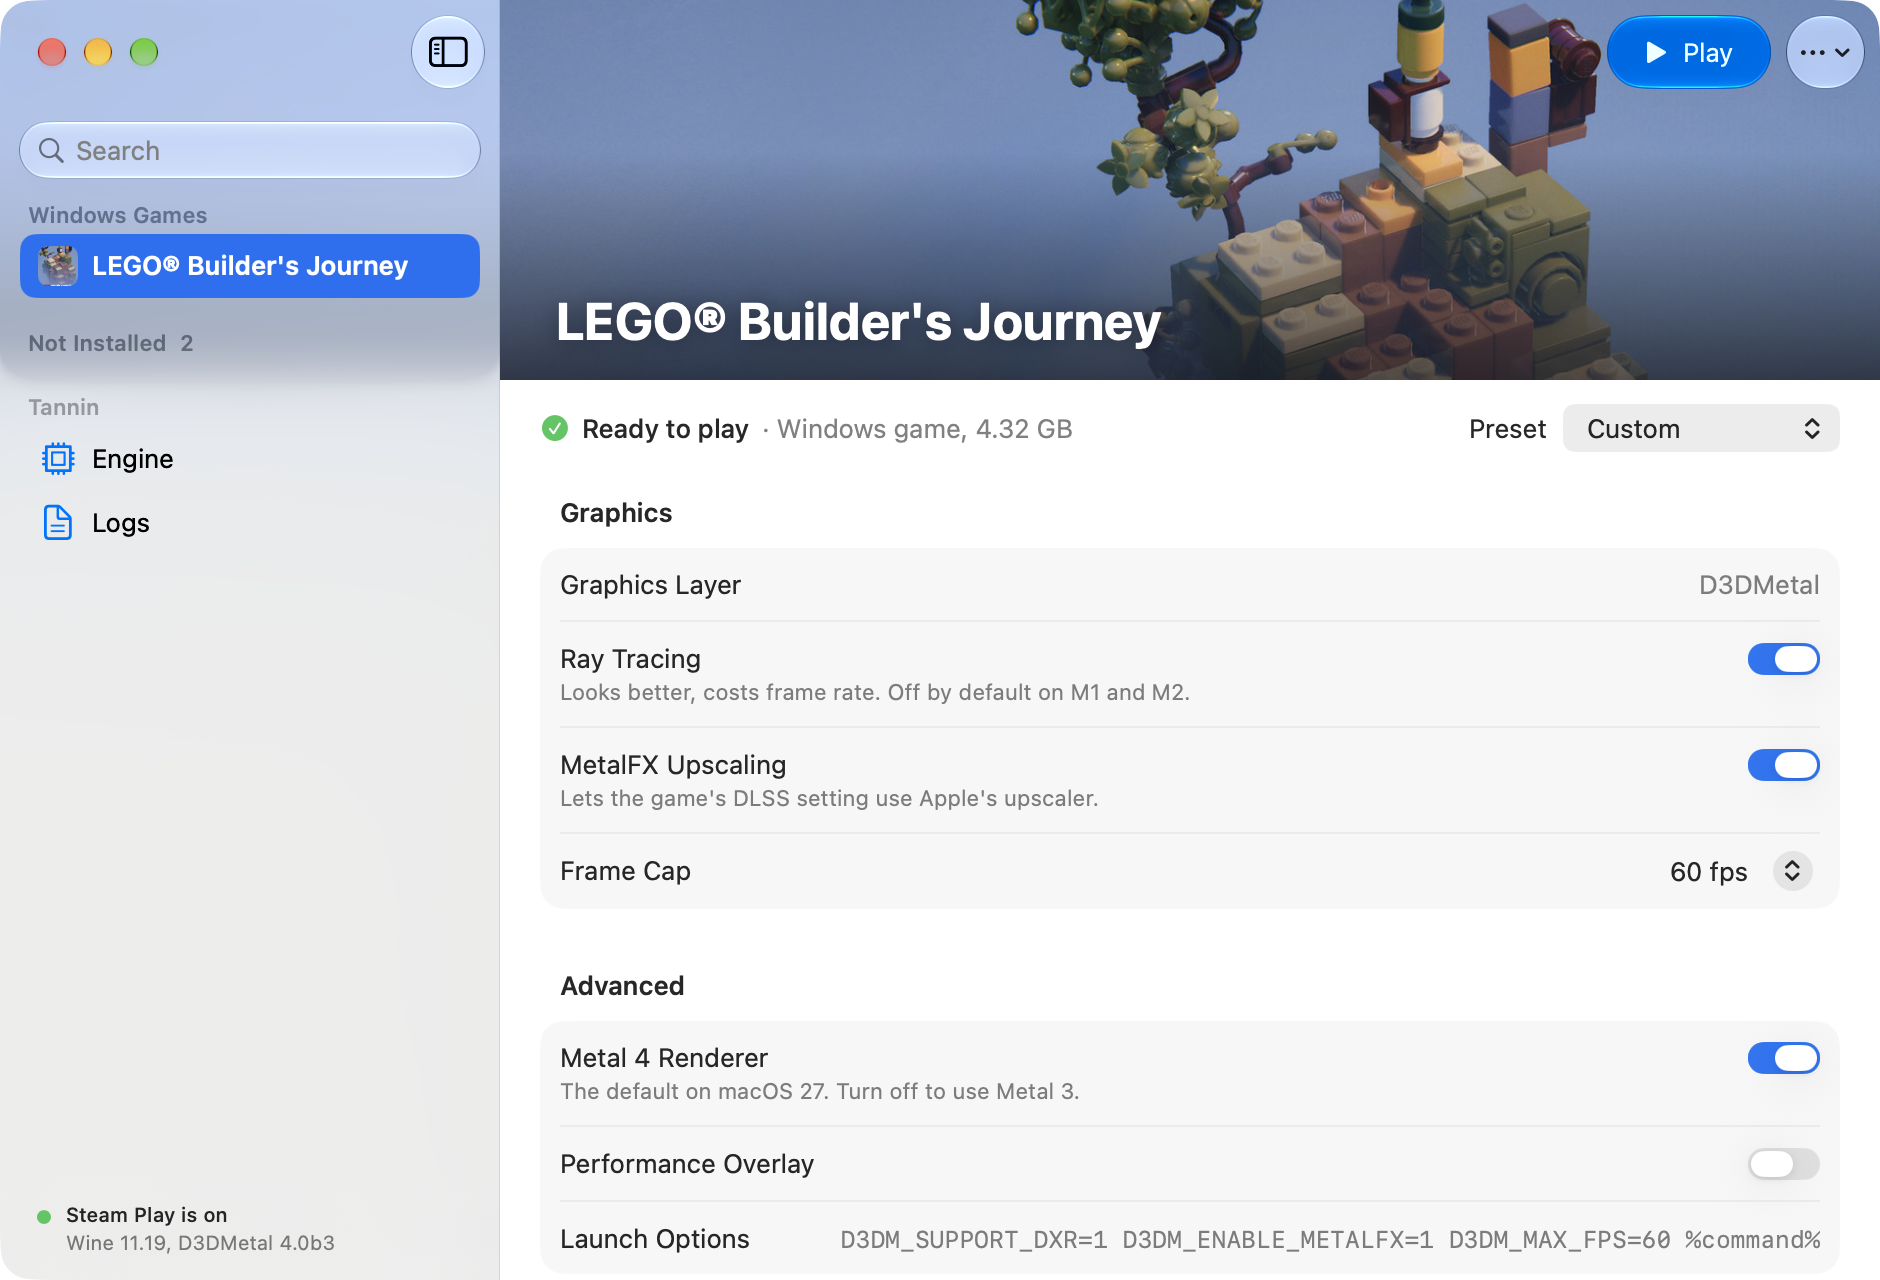 Search
Windows Games
LEGO® Builder's Journey
Not Installed 2
Tannin
Engine
Logs
Steam Play is on
Wine 11.19, D3DMetal 4.0b3
Play
LEGO® Builder's Journey
Ready to play · Windows game, 4.32 GB
Preset Custom
Graphics
Graphics Layer D3DMetal
Ray Tracing
Looks better, costs frame rate. Off by default on M1 and M2.
MetalFX Upscaling
Lets the game's DLSS setting use Apple's upscaler.
Frame Cap 60 fps
Advanced
Metal 4 Renderer
The default on macOS 27. Turn off to use Metal 3.
Performance Overlay
Launch Options D3DM_SUPPORT_DXR=1 D3DM_ENABLE_METALFX=1 D3DM_MAX_FPS=60 %command%